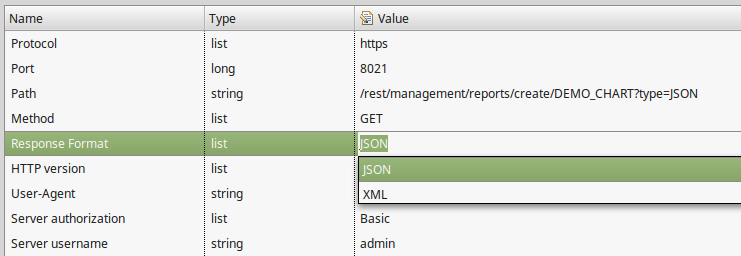 Name Type Value
Protocol list https
Port long 8021
Path string /rest/management/reports/create/DEMO_CHART?type=JSON
Method list GET
Response Format list JSON
HTTP version list JSON
User-Agent string XML
Server authorization list Basic
Server username string admin